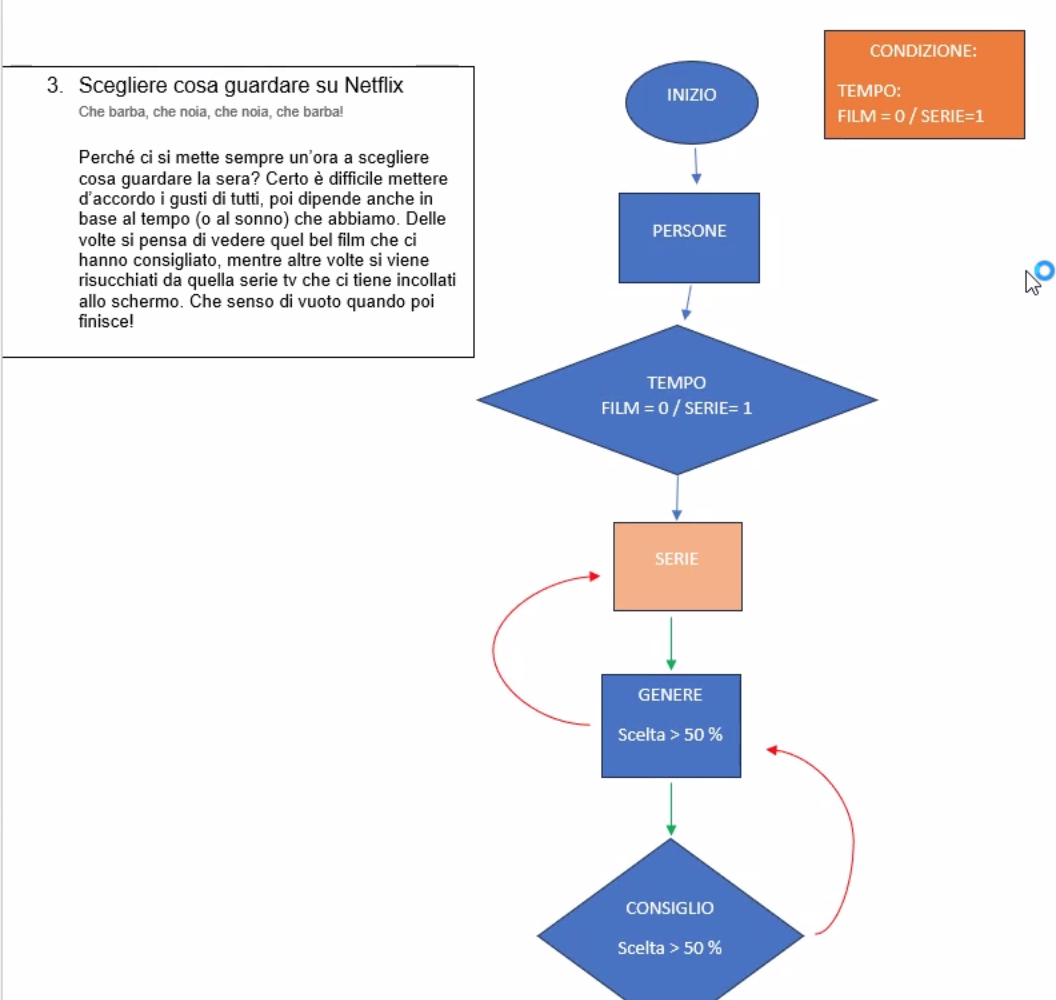 3. Scegliere cosa guardare su Netflix
Che barba, che noia, che noia, che barba!
Perché ci si mette sempre un'ora a scegliere
cosa guardare la sera? Certo è difficile mettere
d'accordo i gusti di tutti, poi dipende anche in
base al tempo (o al sonno) che abbiamo. Delle
volte si pensa di vedere quel bel film che ci
hanno consigliato, mentre altre volte si viene
risucchiati da quella serie tv che ci tiene incollati
allo schermo. Che senso di vuoto quando poi
finisce!
CONDIZIONE:
TEMPO:
FILM = 0 / SERIE=1
INIZIO
PERSONE
TEMPO
FILM = 0 / SERIE= 1
SERIE
GENERE
Scelta > 50 %
CONSIGLIO
Scelta > 50 %